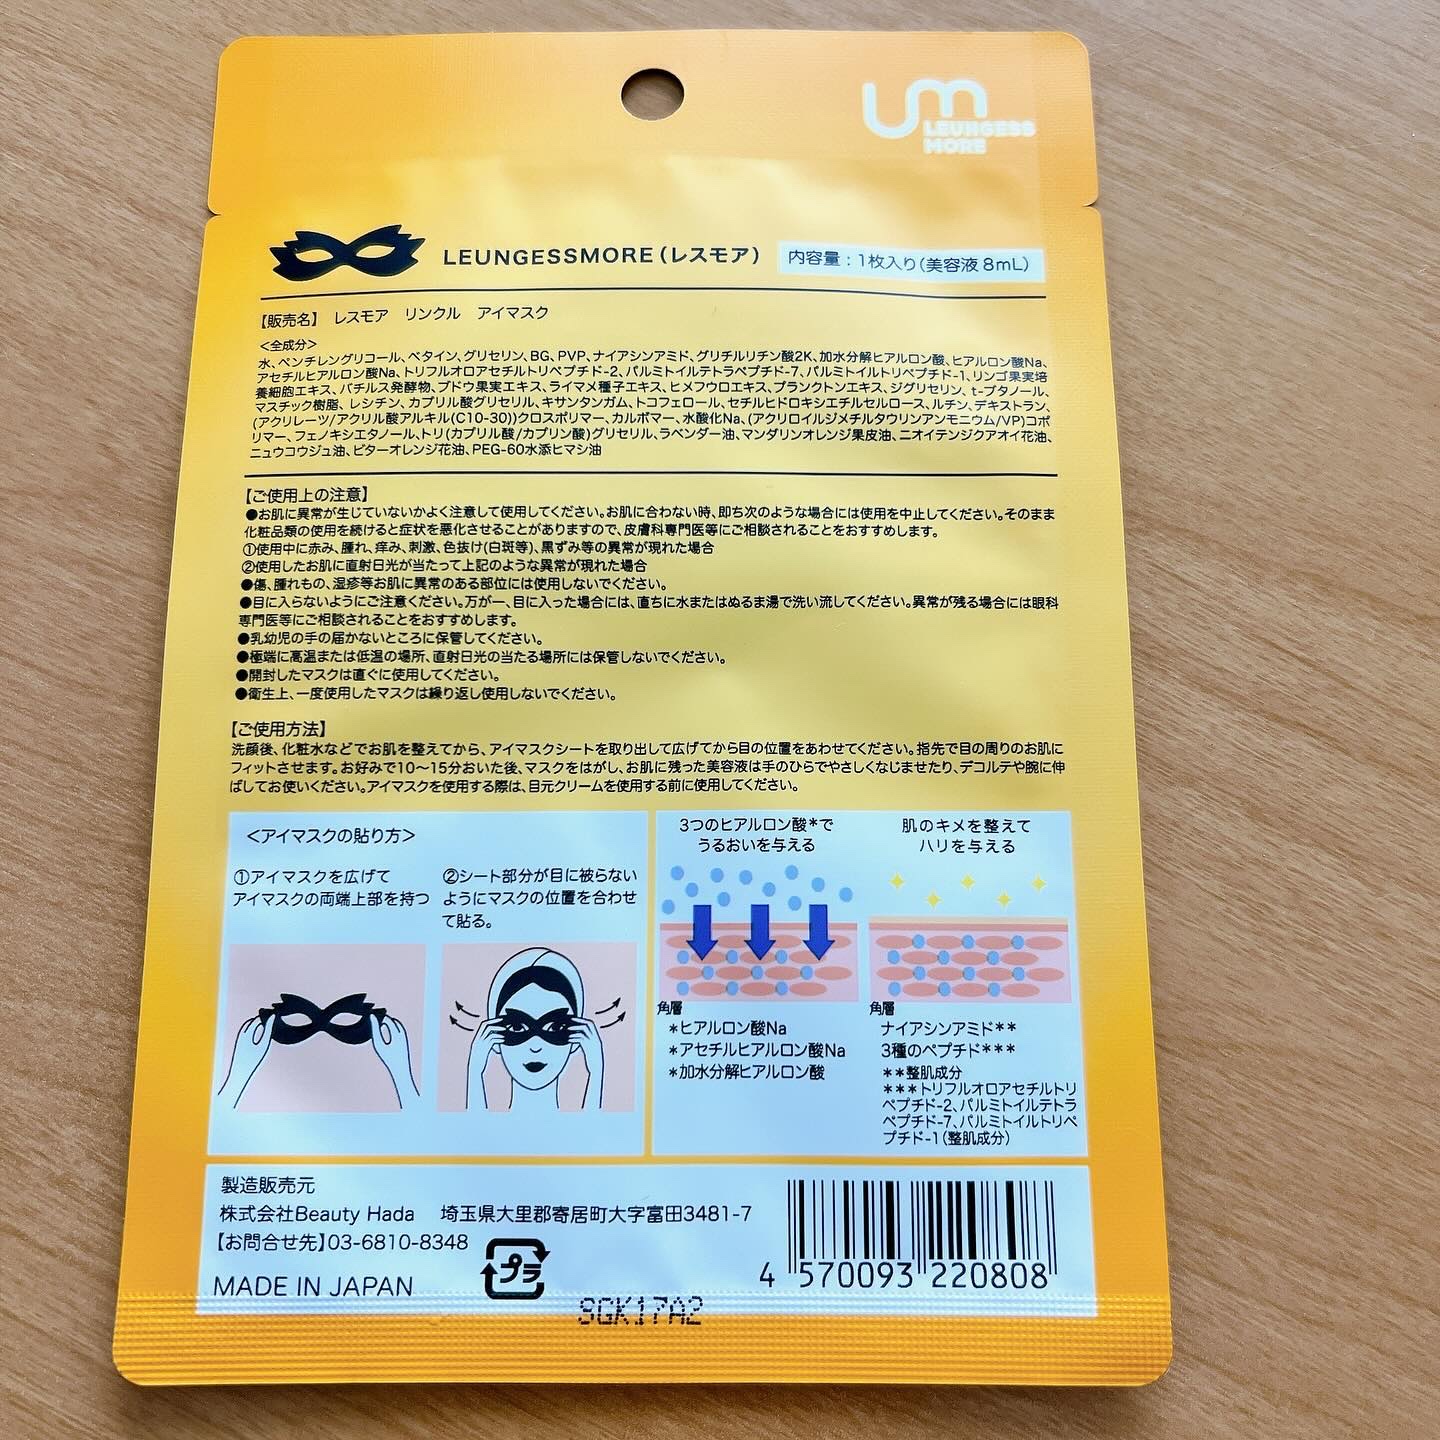 um
LEUNGESS
MORE
LEUNGESSMORE(レスモア)
内容量：1枚入り(美容液 8mL)
【販売名】 レスモア リンクル アイマスク
<全成分>
水、ペンチレングリコール、ベタイン、グリセリン、BG、PVP、ナイアシンアミド、グリチルリチン酸2K、加水分解ヒアルロン酸、ヒアルロン酸Na、
アセチルヒアルロン酸Na、トリフルオロアセチルトリペプチド-2、パルミトイルテトラペプチド-7、パルミトイルトリペプチド-1、リンゴ果実培
養細胞エキス、バチルス発酵物、ブドウ果実エキス、ライマメ種子エキス、ヒメフウロエキス、プランクトンエキス、ジグリセリン、t-ブタノール、
マスチック樹脂、レシチン、カプリル酸グリセリル、キサンタンガム、トコフェロール、セチルヒドロキシエチルセルロース、ルチン、デキストラン、
(アクリレーツ/アクリル酸アルキル(C10-30))クロスポリマー、カルボマー、水酸化Na、(アクリロイルジメチルタウリンアンモニウム/VP)コポ
リマー、フェノキシエタノール、トリ(カプリル酸/カプリン酸)グリセリル、ラベンダー油、マンダリンオレンジ果皮油、ニオイテンジクアオイ花油、
ニュウコウジュ油、ビターオレンジ花油、PEG-60水添ヒマシ油
【ご使用上の注意】
●お肌に異常が生じていないかよく注意して使用してください。お肌に合わない時、即ち次のような場合には使用を中止してください。そのまま
化粧品類の使用を続けると症状を悪化させることがありますので、皮膚科専門医等にご相談されることをおすすめします。
①使用中に赤み、腫れ、痒み、刺激、色抜け(白斑等)、黒ずみ等の異常が現れた場合
②使用したお肌に直射日光が当たって上記のような異常が現れた場合
●傷、腫れもの、湿疹等お肌に異常のある部位には使用しないでください。
●目に入らないようにご注意ください。万が一、目に入った場合には、直ちに水またはぬるま湯で洗い流してください。異常が残る場合には眼科
専門医等にご相談されることをおすすめします。
●乳幼児の手の届かないところに保管してください。
●極端に高温または低温の場所、直射日光の当たる場所には保管しないでください。
●開封したマスクは直ぐに使用してください。
●衛生上、一度使用したマスクは繰り返し使用しないでください。
【ご使用方法】
洗顔後、化粧水などでお肌を整えてから、アイマスクシートを取り出して広げてから目の位置をあわせてください。指先で目の周りのお肌に
フィットさせます。お好みで10～15分おいた後、マスクをはがし、お肌に残った美容液は手のひらでやさしくなじませたり、デコルテや腕に伸
ばしてお使いください。アイマスクを使用する際は、目元クリームを使用する前に使用してください。
<アイマスクの貼り方>
①アイマスクを広げて
アイマスクの両端上部を持つ
②シート部分が目に被らない
ようにマスクの位置を合わせ
て貼る。
3つのヒアルロン酸*で
うるおいを与える
角層
*ヒアルロン酸Na
*アセチルヒアルロン酸Na
*加水分解ヒアルロン酸
肌のキメを整えて
ハリを与える
角層
ナイアシンアミド**
3種のペプチド***
**整肌成分
***トリフルオロアセチルトリ
ペプチド-2、パルミトイルテトラ
ペプチド-7、パルミトイルトリペ
プチド-1(整肌成分)
製造販売元
株式会社Beauty Hada 埼玉県大里郡寄居町大字富田3481-7
【お問合せ先】03-6810-8348
プラ
MADE IN JAPAN
4 570093 220808
SGK17A2